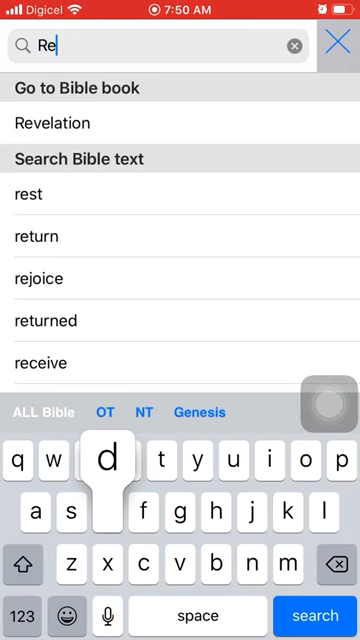 Digicel 7:50 AM
Re
Go to Bible book
Revelation
Search Bible text
rest
return
rejoice
returned
receive
ALL Bible OT NT Genesis
q w d t y u i o p
a s f g h j k l
z x c v b n m
123 space search